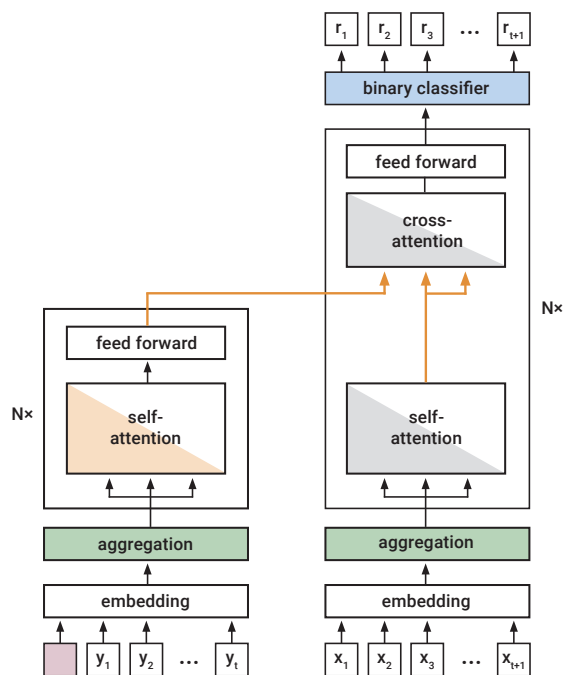 r1 r2 r3 ... rt+1
binary classifier
feed forward
cross-
attention
N×
feed forward
self-
attention
N×
self-
attention
aggregation
aggregation
embedding
embedding
y1 y2 ... yt
x1 x2 x3 ... xt+1